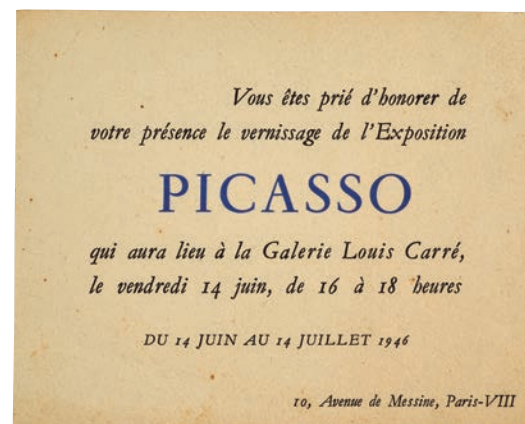 Vous êtes prié d'honorer de
votre présence le vernissage de l'Exposition
PICASSO
qui aura lieu à la Galerie Louis Carré,
le vendredi 14 juin, de 16 à 18 heures
DU 14 JUIN AU 14 JUILLET 1946
10, Avenue de Messine, Paris-VIII